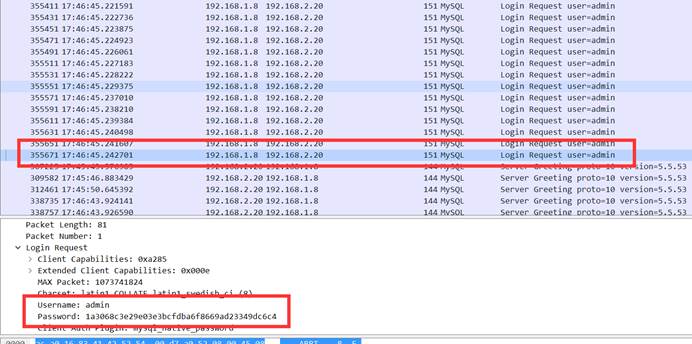 355411 17:46:45.221591 192.168.1.8 192.168.2.20 151 MySQL Login Request user=admin
355431 17:46:45.222736 192.168.1.8 192.168.2.20 151 MySQL Login Request user=admin
355451 17:46:45.223875 192.168.1.8 192.168.2.20 151 MySQL Login Request user=admin
355471 17:46:45.224923 192.168.1.8 192.168.2.20 151 MySQL Login Request user=admin
355491 17:46:45.226061 192.168.1.8 192.168.2.20 151 MySQL Login Request user=admin
355511 17:46:45.227183 192.168.1.8 192.168.2.20 151 MySQL Login Request user=admin
355531 17:46:45.228222 192.168.1.8 192.168.2.20 151 MySQL Login Request user=admin
355551 17:46:45.229375 192.168.1.8 192.168.2.20 151 MySQL Login Request user=admin
355571 17:46:45.237010 192.168.1.8 192.168.2.20 151 MySQL Login Request user=admin
355591 17:46:45.238210 192.168.1.8 192.168.2.20 151 MySQL Login Request user=admin
355611 17:46:45.239384 192.168.1.8 192.168.2.20 151 MySQL Login Request user=admin
355631 17:46:45.240498 192.168.1.8 192.168.2.20 151 MySQL Login Request user=admin
355651 17:46:45.241607 192.168.1.8 192.168.2.20 151 MySQL Login Request user=admin
355671 17:46:45.242701 192.168.1.8 192.168.2.20 151 MySQL Login Request user=admin
192.168.2.20 192.168.1.8 144 MySQL Server Greeting proto=10 version=5.5.53
309582 17:45:46.883429 192.168.2.20 192.168.1.8 144 MySQL Server Greeting proto=10 version=5.5.53
312461 17:45:50.645392 192.168.2.20 192.168.1.8 144 MySQL Server Greeting proto=10 version=5.5.53
338735 17:46:43.924141 192.168.2.20 192.168.1.8 144 MySQL Server Greeting proto=10 version=5.5.53
338757 17:46:43.926590 192.168.2.20 192.168.1.8 144 MySQL Server Greeting proto=10 version=5.5.53
Packet Length: 81
Packet Number: 1
Login Request
Client Capabilities: 0xa285
Extended Client Capabilities: 0x000e
MAX Packet: 1073741824
Charset: latin1 COLLATE latin1_swedish_ci (8)
Username: admin
Password: 1a3068c3e29e03e3bcfdba6f8669ad23349dc6c4
Client Auth Plugin: mysql_native_password